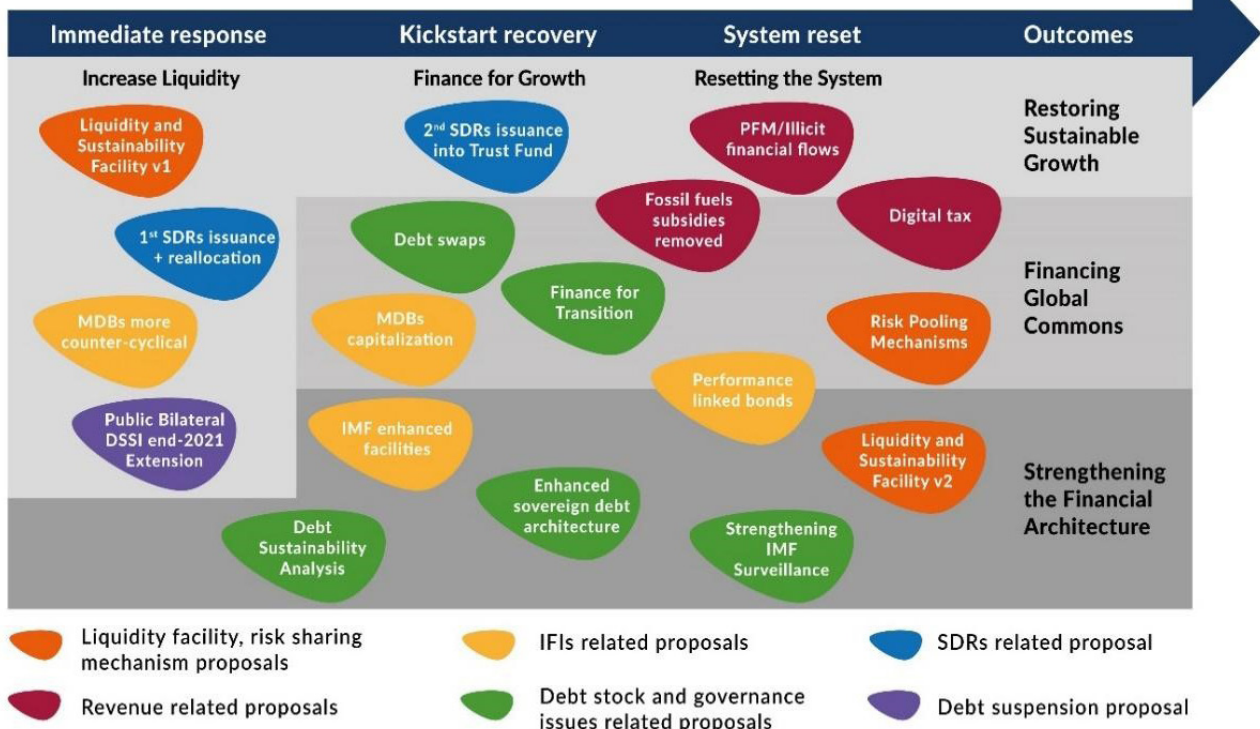 Immediate response
Kickstart recovery
System reset
Outcomes
Increase Liquidity
Finance for Growth
Resetting the System
Liquidity and
Sustainability
Facility v1
2nd SDRs issuance
into Trust Fund
PFM/Illicit
financial flows
Restoring
Sustainable
Growth
1st SDRs issuance
+ reallocation
Debt swaps
Fossil fuels
subsidies
removed
Digital tax
Finance for
Transition
Financing
Global
Commons
MDBs more
counter-cyclical
MDBs
capitalization
Risk Pooling
Mechanisms
Performance
linked bonds
Public Bilateral
DSSI end-2021
Extension
IMF enhanced
facilities
Liquidity and
Sustainability
Facility v2
Enhanced
sovereign debt
architecture
Strengthening
the Financial
Architecture
Debt
Sustainability
Analysis
Strengthening
IMF
Surveillance
Liquidity facility, risk sharing
mechanism proposals
IFIs related proposals
SDRs related proposal
Revenue related proposals
Debt stock and governance
issues related proposals
Debt suspension proposal